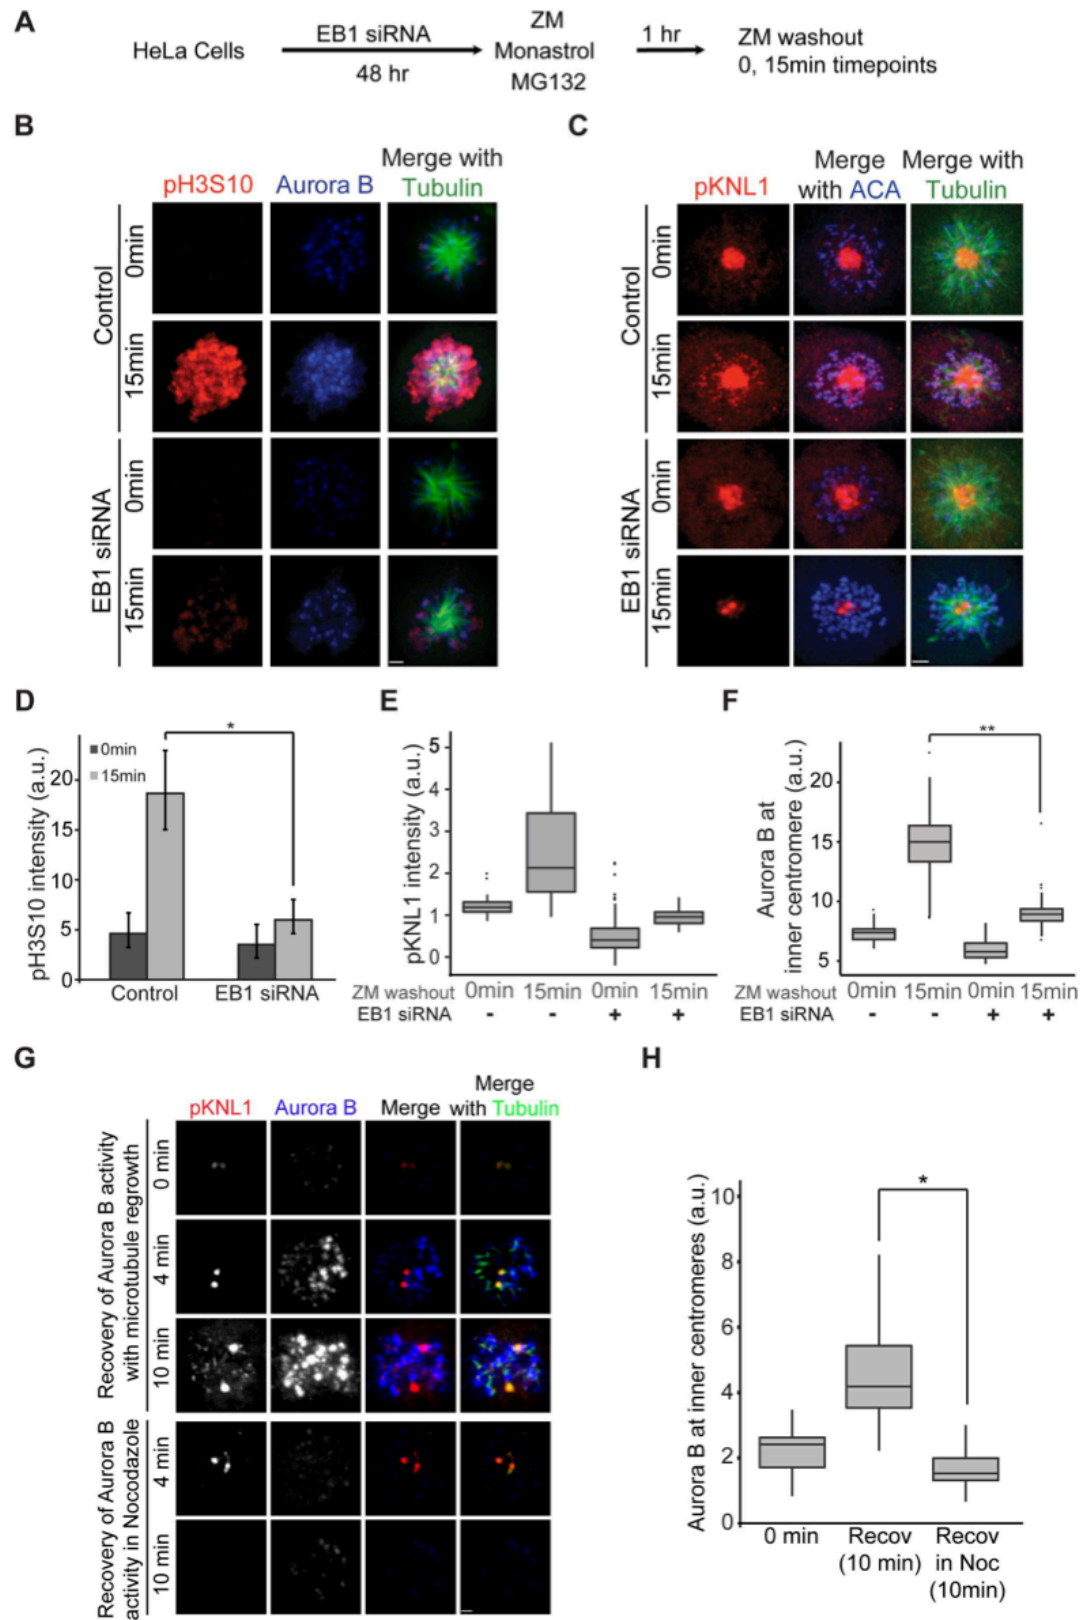 A
HeLa Cells
EB1 siRNA
48 hr
ZM
Monastrol
MG132
1 hr
ZM washout
0, 15min timepoints
B
pH3S10
Aurora B
Merge with
Tubulin
Control
0min
15min
EB1 siRNA
0min
15min
C
pKNL1
Merge
with ACA
Merge with
Tubulin
Control
0min
15min
EB1 siRNA
0min
15min
D
pH3S10 intensity (a.u.)
20
15
10
5
0
0min
15min
*
Control
EB1 siRNA
E
pKNL1 intensity (a.u.)
5
4
3
2
1
0
ZM washout 0min 15min 0min 15min
EB1 siRNA - - + +
F
Aurora B at
inner centromere (a.u.)
20
15
10
5
**
ZM washout 0min 15min 0min 15min
EB1 siRNA - - + +
G
pKNL1
Aurora B
Merge
Merge
with Tubulin
Recovery of Aurora B activity
with microtubule regrowth
0 min
4 min
10 min
Recovery of Aurora B
activity in Nocodazole
4 min
10 min
H
Aurora B at inner centromeres (a.u.)
10
8
6
4
2
0
*
0 min
Recov
(10 min)
Recov
in Noc
(10min)